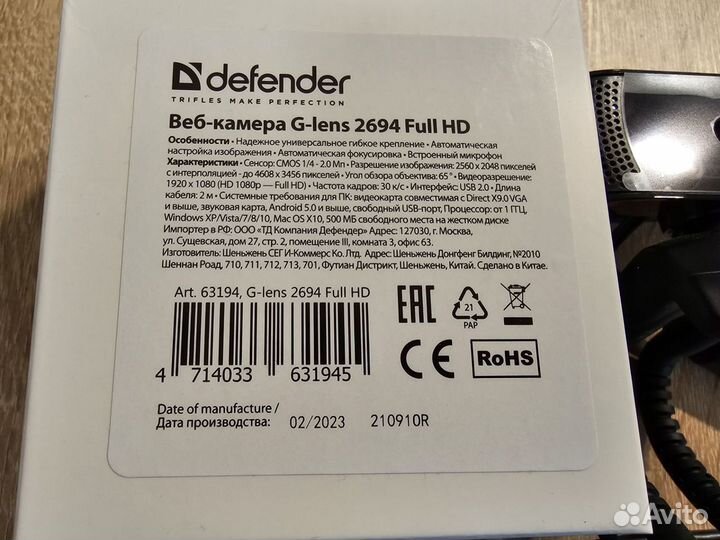 defender
TRIFLES MAKE PERFECTION
Веб-камера G-lens 2694 Full HD
Особенности • Надежное универсальное гибкое крепление • Автоматическая
настройка изображения • Автоматическая фокусировка • Встроенный микрофон
Характеристики • Сенсор: CMOS 1/4 - 2.0 Мп • Разрешение изображения: 2560 x 2048 пикселей
с интерполяцией - до 4608 x 3456 пикселей • Угол обзора объектива: 65° • Видеоразрешение:
1920 x 1080 (HD 1080p — Full HD) • Частота кадров: 30 к/с • Интерфейс: USB 2.0 • Длина
кабеля: 2 м • Системные требования для ПК: видеокарта совместимая с Direct X9.0 VGA
и выше, звуковая карта, Android 5.0 и выше, свободный USB-порт, Процессор: от 1 ГГЦ,
Windows XP/Vista/7/8/10, Mac OS X10, 500 МБ свободного места на жестком диске
Импортер в РФ: ООО «ТД Компания Дефендер» Адрес: 127030, г. Москва,
ул. Сущевская, дом 27, стр. 2, помещение III, комната 3, офис 63.
Изготовитель: Шеньжень СЕГ И-Коммерс Ко. Лтд. Адрес: Шеньжень Донгфенг Билдинг, №2010
Шеннан Роад, 710, 711, 712, 713, 701, Футиан Дистрикт, Шеньжень, Китай. Сделано в Китае.
Art. 63194, G-lens 2694 Full HD
EAC
21
PAP
4 714033 631945
CE
RoHS
Date of manufacture /
Дата производства: 02/2023 210910R
Avito